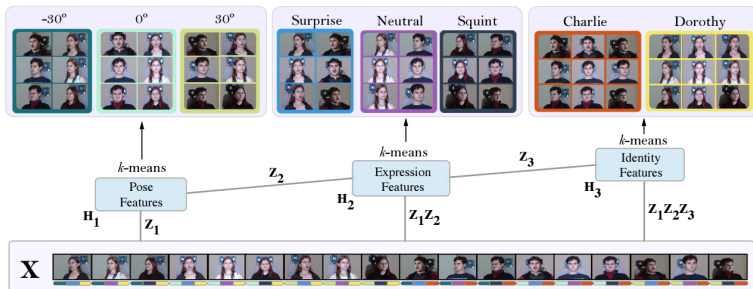 -30° 0° 30° Surprise Neutral Squint Charlie Dorothy
k-means k-means k-means
Pose Features
Expression Features
Identity Features
H1 Z1 Z2 H2 Z1Z2 Z3 H3 Z1Z2Z3
X